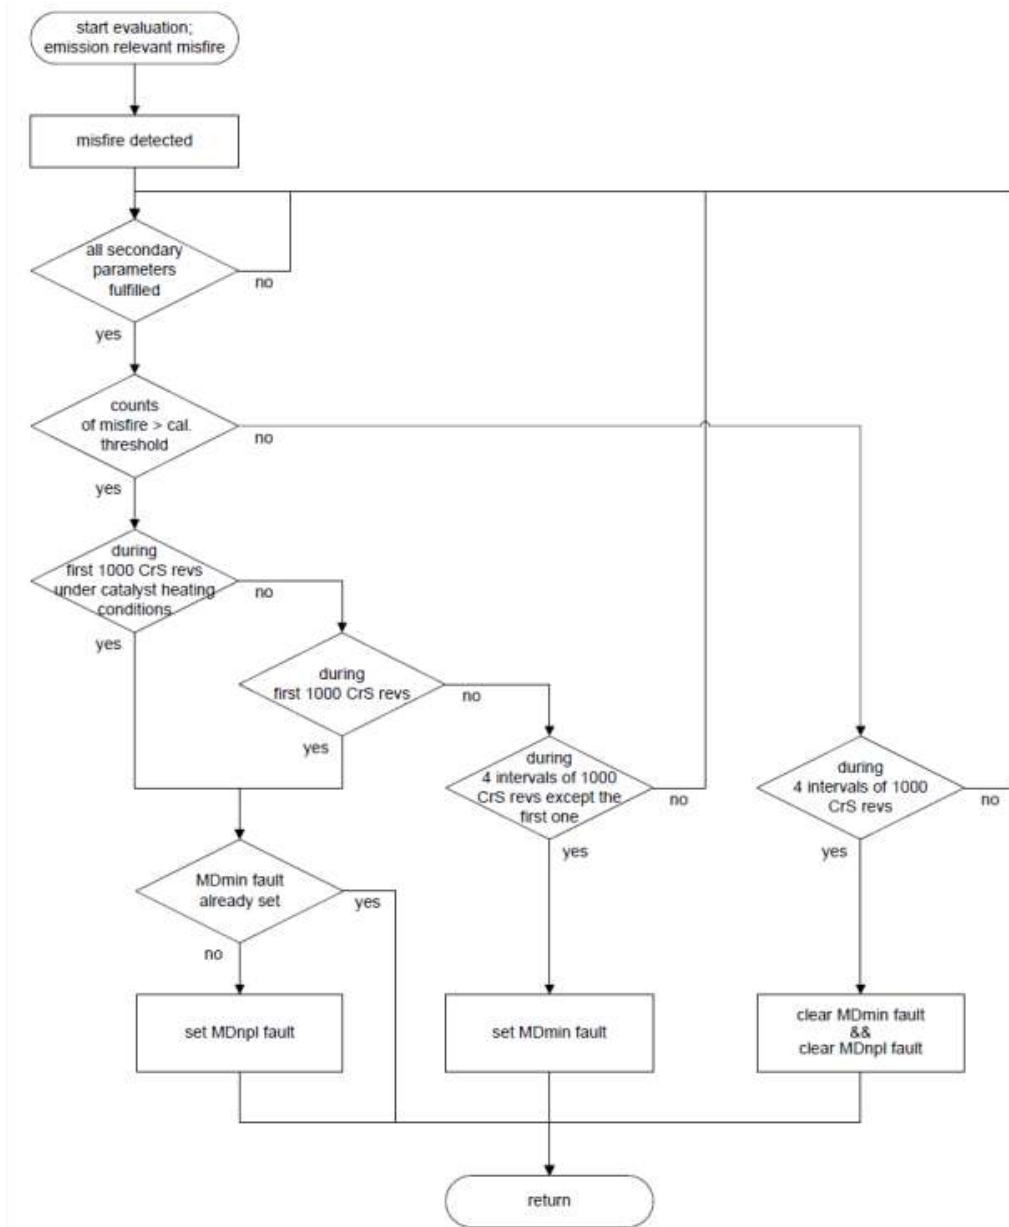 start evaluation;
emission relevant misfire
misfire detected
all secondary
parameters
fulfilled
no
yes
counts
of misfire > cal.
threshold
no
yes
during
first 1000 CrS revs
under catalyst heating
conditions
no
yes
during
first 1000 CrS revs
no
yes
during
4 intervals of 1000
CrS revs except the
first one
no
yes
during
4 intervals of 1000
CrS revs
no
yes
MDmin fault
already set
yes
no
set MDnpl fault
set MDmin fault
clear MDmin fault
&&
clear MDnpl fault
return